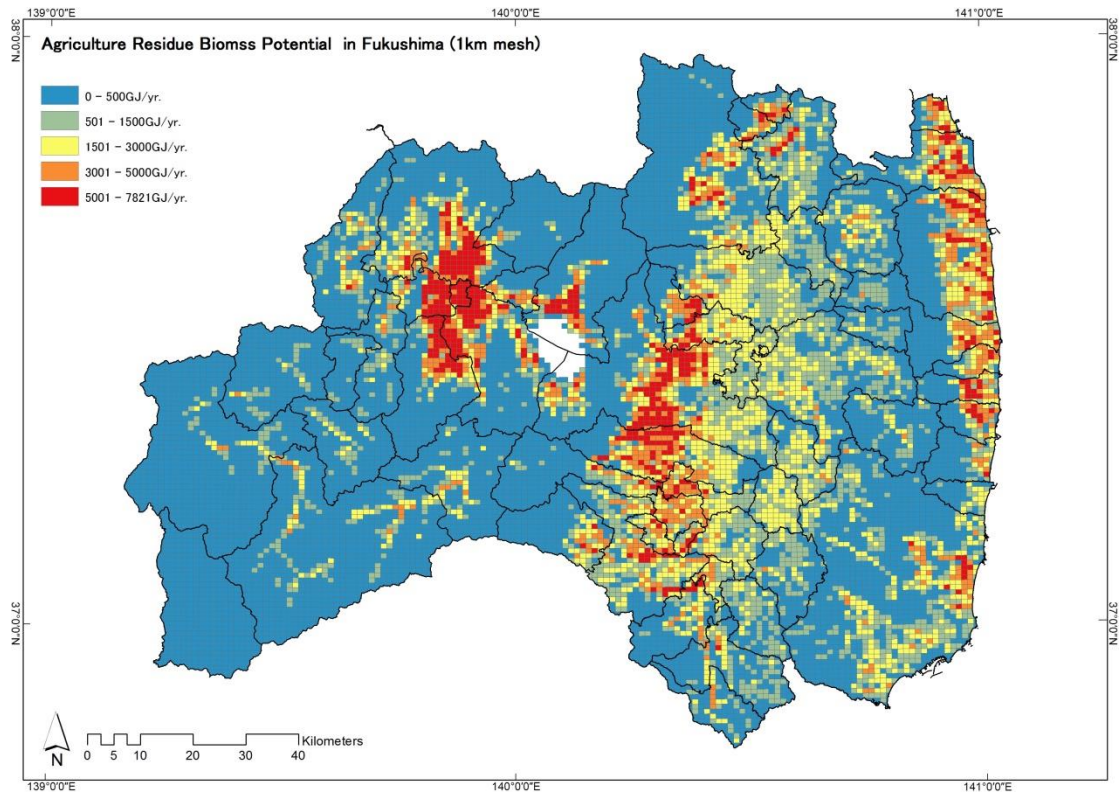 139°0'0"E 140°0'0"E 141°0'0"E
38°0'0"N 38°0'0"N
Agriculture Residue Biomss Potential in Fukushima (1km mesh)
0 - 500GJ/yr.
501 - 1500GJ/yr.
1501 - 3000GJ/yr.
3001 - 5000GJ/yr.
5001 - 7821GJ/yr.
37°0'0"N 37°0'0"N
N
Kilometers
0 5 10 20 30 40
139°0'0"E 140°0'0"E 141°0'0"E